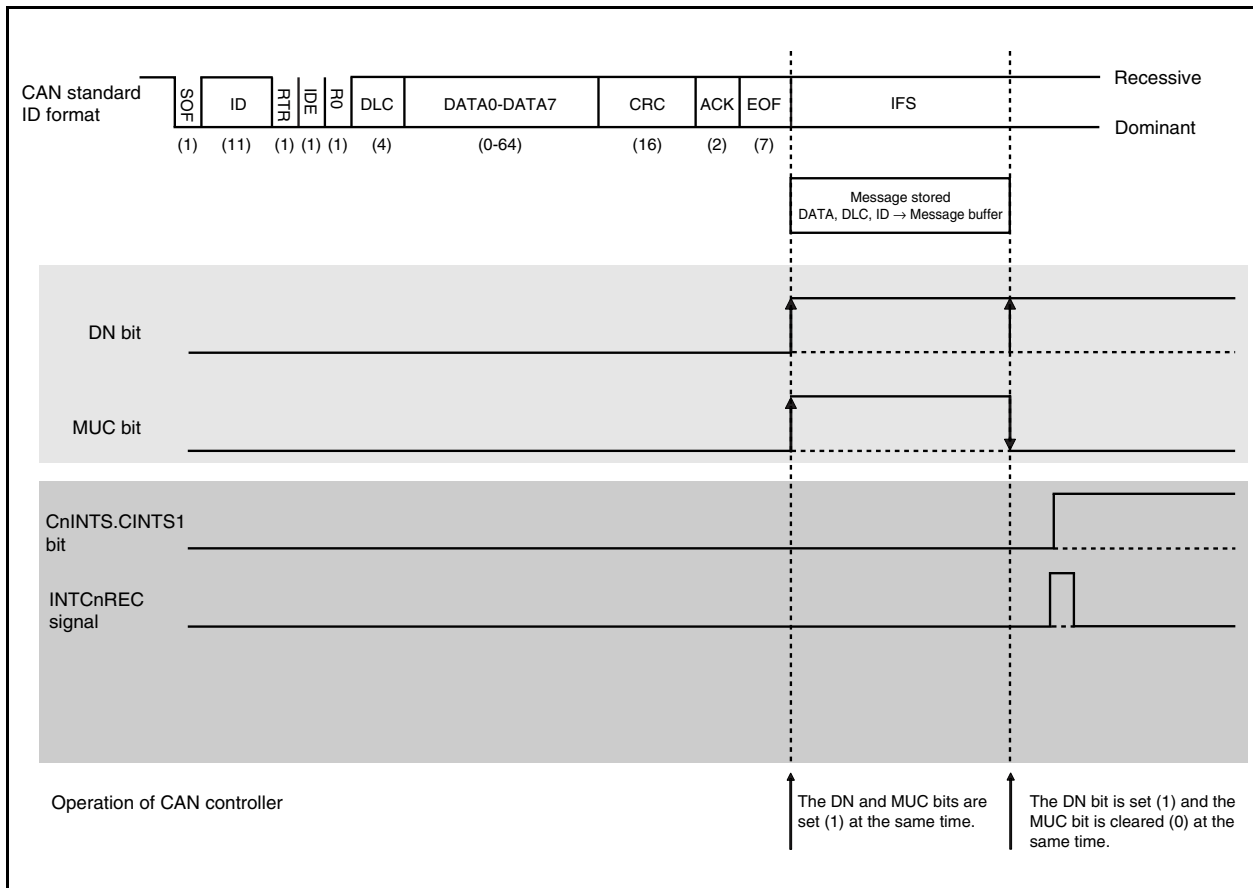 CAN standard
ID format
SOF
ID
RTR
IDE
R0
DLC
DATA0-DATA7
CRC
ACK
EOF
IFS
Recessive
Dominant
(1)
(11)
(1)
(1)
(1)
(4)
(0-64)
(16)
(2)
(7)
Message stored
DATA, DLC, ID → Message buffer
DN bit
MUC bit
CnINTS.CINTS1
bit
INTCnREC
signal
Operation of CAN controller
The DN and MUC bits are
set (1) at the same time.
The DN bit is set (1) and the
MUC bit is cleared (0) at the
same time.